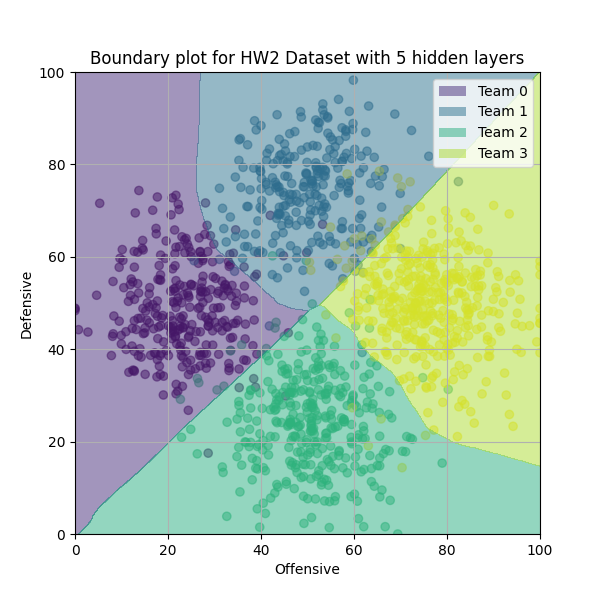 Boundary plot for HW2 Dataset with 5 hidden layers
100
80
60
40
20
0
Defensive
Team 0
Team 1
Team 2
Team 3
0 20 40 60 80 100
Offensive